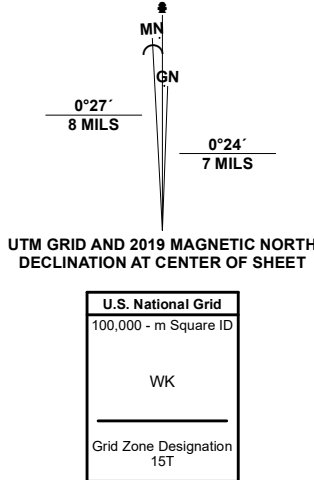 MN
GN
0°27´
8 MILS
0°24´
7 MILS
UTM GRID AND 2019 MAGNETIC NORTH
DECLINATION AT CENTER OF SHEET
U.S. National Grid
100,000 - m Square ID
WK
Grid Zone Designation
15T